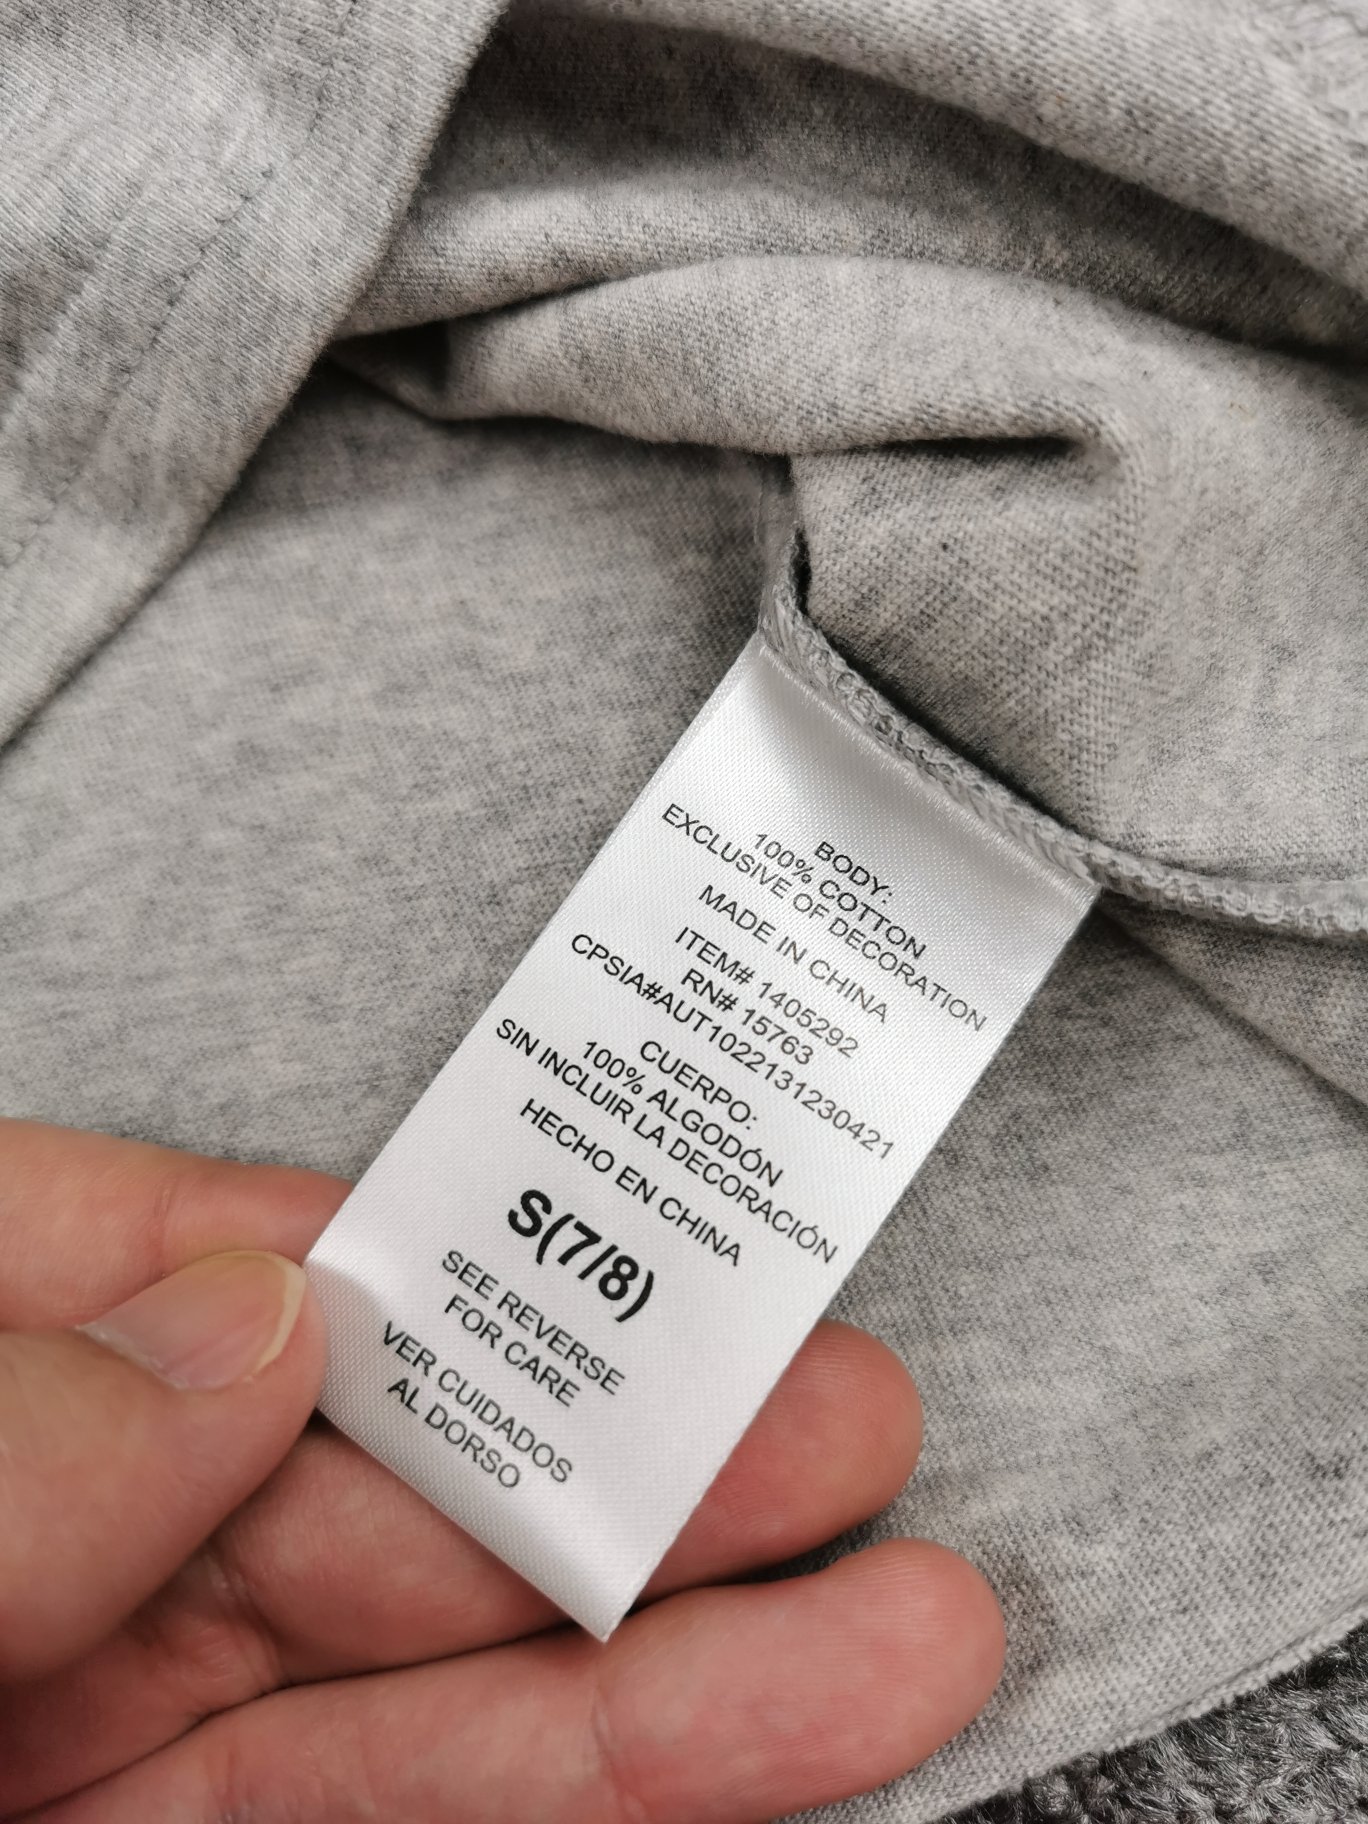 BODY:
100% COTTON
EXCLUSIVE OF DECORATION
MADE IN CHINA
ITEM# 1405292
RN# 15763
CPSIA#AUT1022131230421
CUERPO:
100% ALGODÓN
SIN INCLUIR LA DECORACIÓN
HECHO EN CHINA
S(7/8)
SEE REVERSE
FOR CARE
VER CUIDADOS
AL DORSO